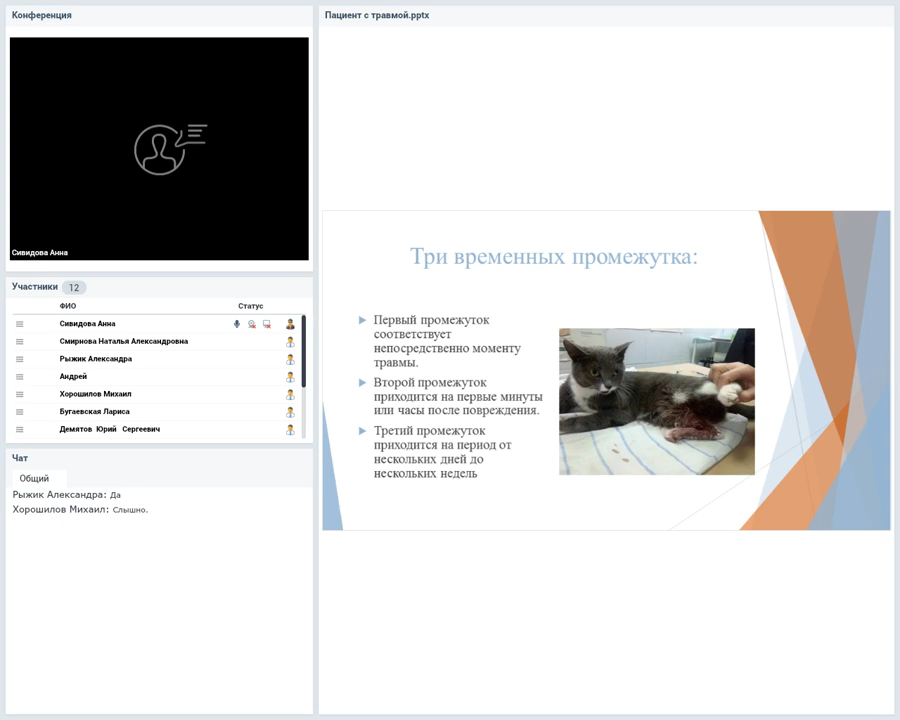 Конференция
Сивидова Анна
Участники 12
ФИО Статус
Сивидова Анна
Смирнова Наталья Александровна
Рыжик Александра
Андрей
Хорошилов Михаил
Бугаевская Лариса
Демятов Юрий Сергеевич
Чат
Общий
Рыжик Александра: Да
Хорошилов Михаил: Слышно.
Пациент с травмой.pptx
Три временных промежутка:
Первый промежуток
соответствует
непосредственно моменту
травмы.
Второй промежуток
приходится на первые минуты
или часы после повреждения.
Третий промежуток
приходится на период от
нескольких дней до
нескольких недель